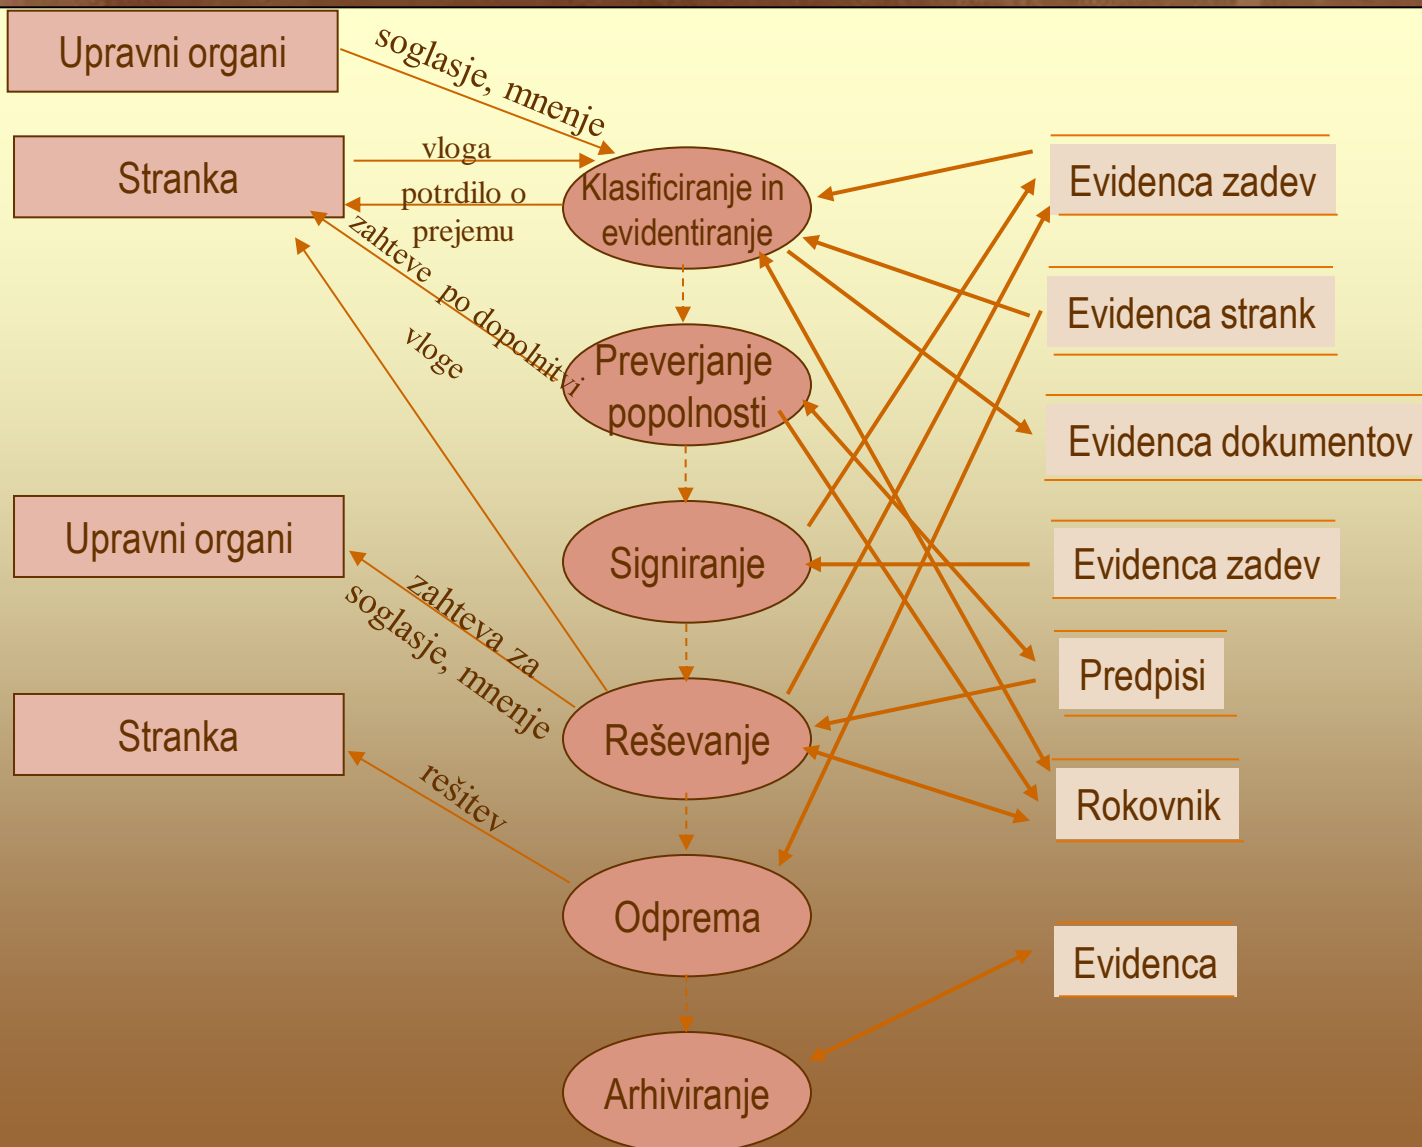 Upravni organi
soglasje, mnenje
Stranka
vloga
potrdilo o
prejemu
Klasificiranje in
evidentiranje
Evidenca zadev
zahteve po dopolnitvi
vloge
Evidenca strank
Preverjanje
popolnosti
Evidenca dokumentov
Upravni organi
Signiranje
Evidenca zadev
zahteva za
soglasje, mnenje
Predpisi
Stranka
Reševanje
rešitev
Rokovnik
Odprema
Evidenca
Arhiviranje